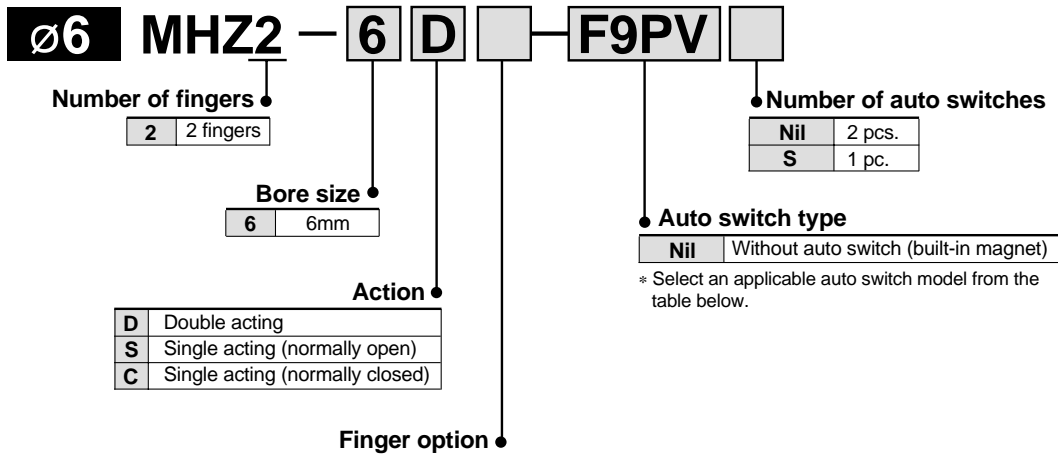 ø6 MHZ2 — 6 D — F9PV
Number of fingers
2 2 fingers
Bore size
6 6mm
Action
D Double acting
S Single acting (normally open)
C Single acting (normally closed)
Finger option
Number of auto switches
Nil 2 pcs.
S 1 pc.
Auto switch type
Nil Without auto switch (built-in magnet)
* Select an applicable auto switch model from the
table below.